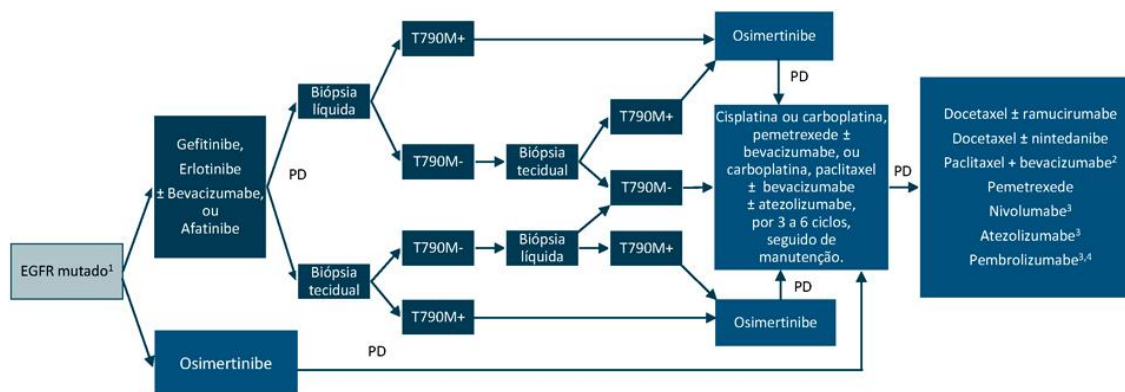 EGFR mutado¹
Gefitinibe,
Erlotinibe
± Bevacizumabe,
ou
Afatinibe
Osimertinibe
PD
PD
Biópsia
líquida
Biópsia
tecidual
T790M+
T790M-
T790M-
T790M+
Biópsia
tecidual
Biópsia
líquida
T790M+
T790M-
T790M+
Osimertinibe
PD
Cisplatina ou carboplatina,
pemetrexede ±
bevacizumabe, ou
carboplatina, paclitaxel
± bevacizumabe
± atezolizumabe,
por 3 a 6 ciclos,
seguido de
manutenção.
PD
Osimertinibe
PD
Docetaxel ± ramucirumabe
Docetaxel ± nintedanibe
Paclitaxel + bevacizumabe²
Pemetrexede
Nivolumabe³
Atezolizumabe³
Pembrolizumabe³,⁴